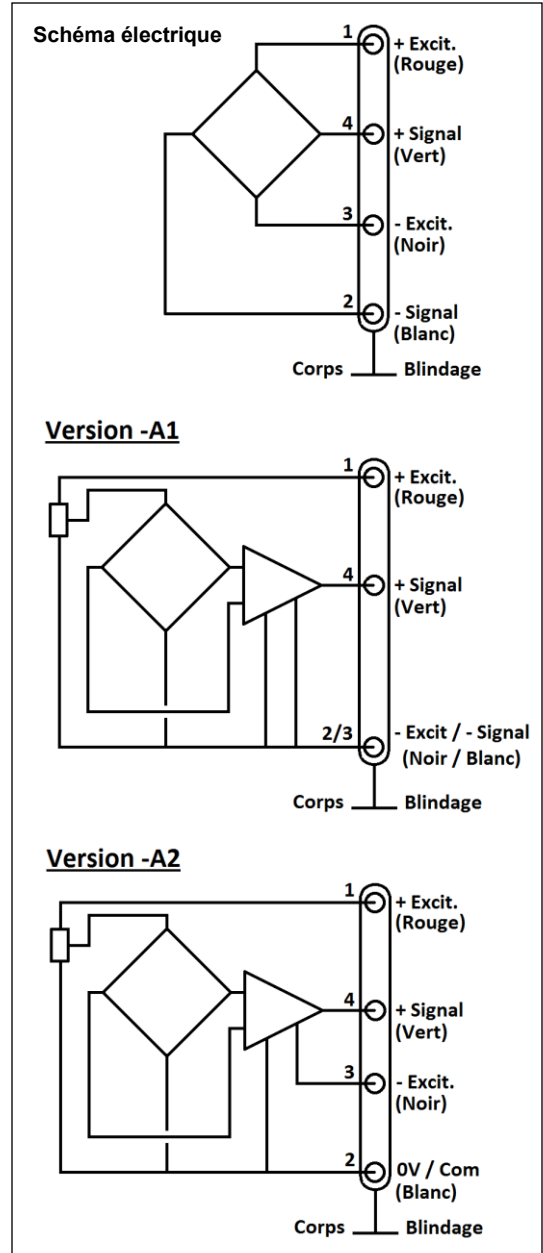 Schéma électrique
1
+ Excit.
(Rouge)
4
+ Signal
(Vert)
3
- Excit.
(Noir)
2
- Signal
(Blanc)
Corps
Blindage
Version -A1
1
+ Excit.
(Rouge)
4
+ Signal
(Vert)
2/3
- Excit / - Signal
(Noir / Blanc)
Corps
Blindage
Version -A2
1
+ Excit.
(Rouge)
4
+ Signal
(Vert)
3
- Excit.
(Noir)
2
0V / Com
(Blanc)
Corps
Blindage